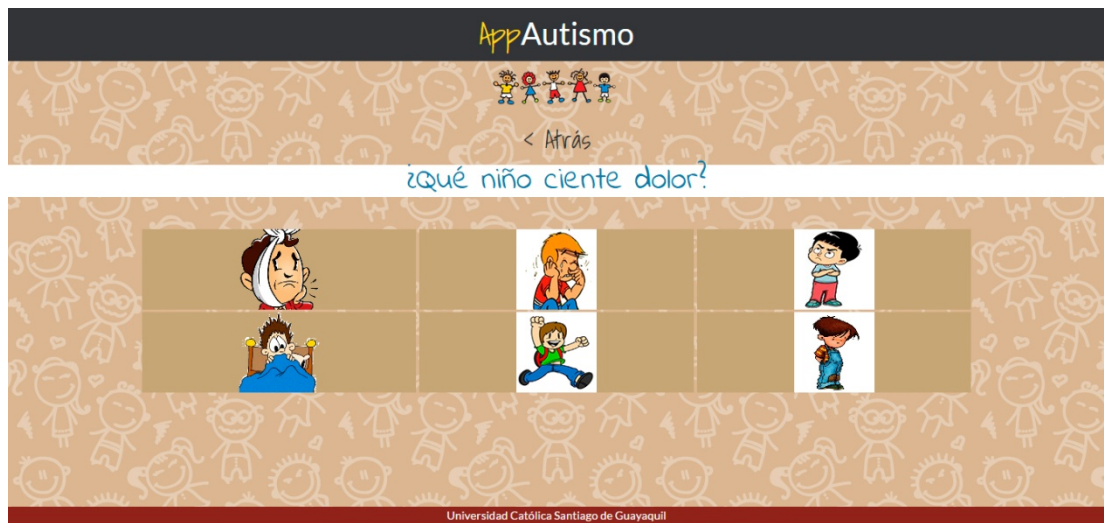 AppAutismo
< Atrás
¿Qué niño ciente dolor?
Universidad Católica Santiago de Guayaquil